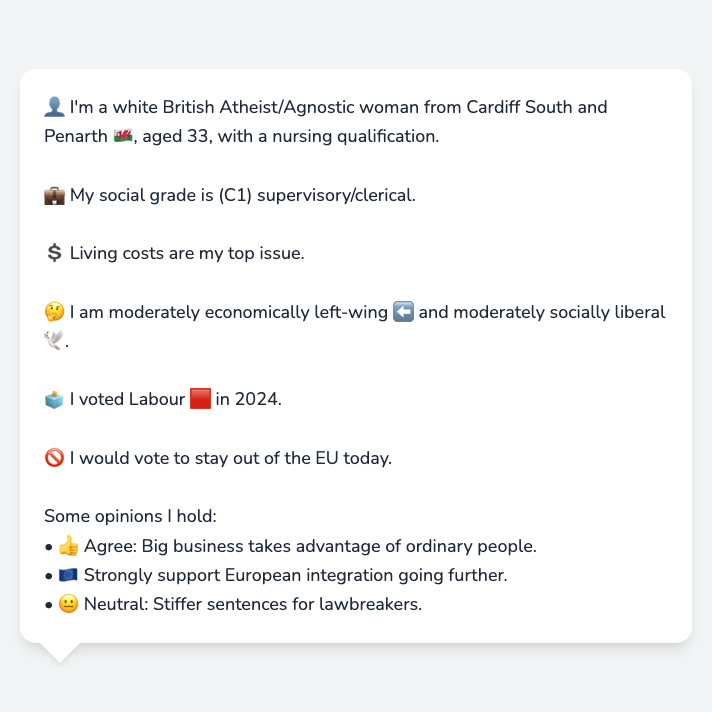 👤 I'm a white British Atheist/Agnostic woman from Cardiff South and
Penarth 🏴󠁧󠁢󠁷󠁬󠁳󠁿, aged 33, with a nursing qualification.
💼 My social grade is (C1) supervisory/clerical.
💲 Living costs are my top issue.
🤔 I am moderately economically left-wing ⬅️ and moderately socially liberal
🕊️.
🗳️ I voted Labour 🟥 in 2024.
🚫 I would vote to stay out of the EU today.
Some opinions I hold:
• 👍 Agree: Big business takes advantage of ordinary people.
• 🇪🇺 Strongly support European integration going further.
• 😐 Neutral: Stiffer sentences for lawbreakers.